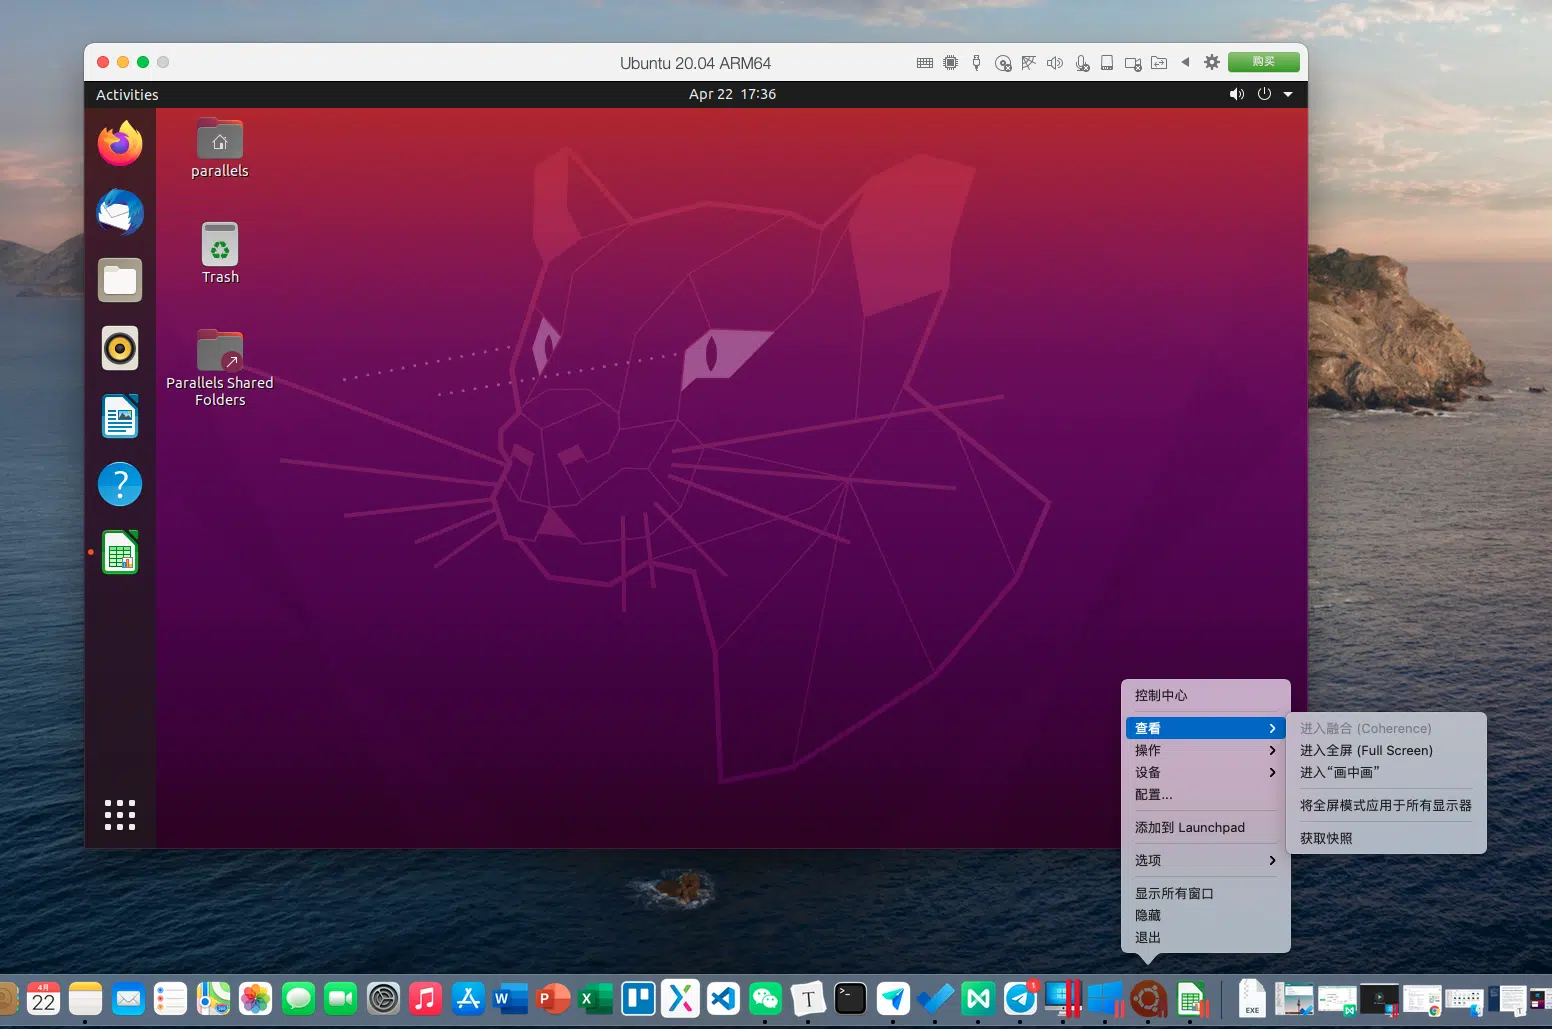 Ubuntu 20.04 ARM64
购买
Activities
Apr 22 17:36
parallels
Trash
Parallels Shared
Folders
控制中心
查看
操作
设备
配置...
添加到 Launchpad
选项
显示所有窗口
隐藏
退出
进入融合 (Coherence)
进入全屏 (Full Screen)
进入“画中画”
将全屏模式应用于所有显示器
获取快照
4月
22
W
P
X
T
>_
1
EXE